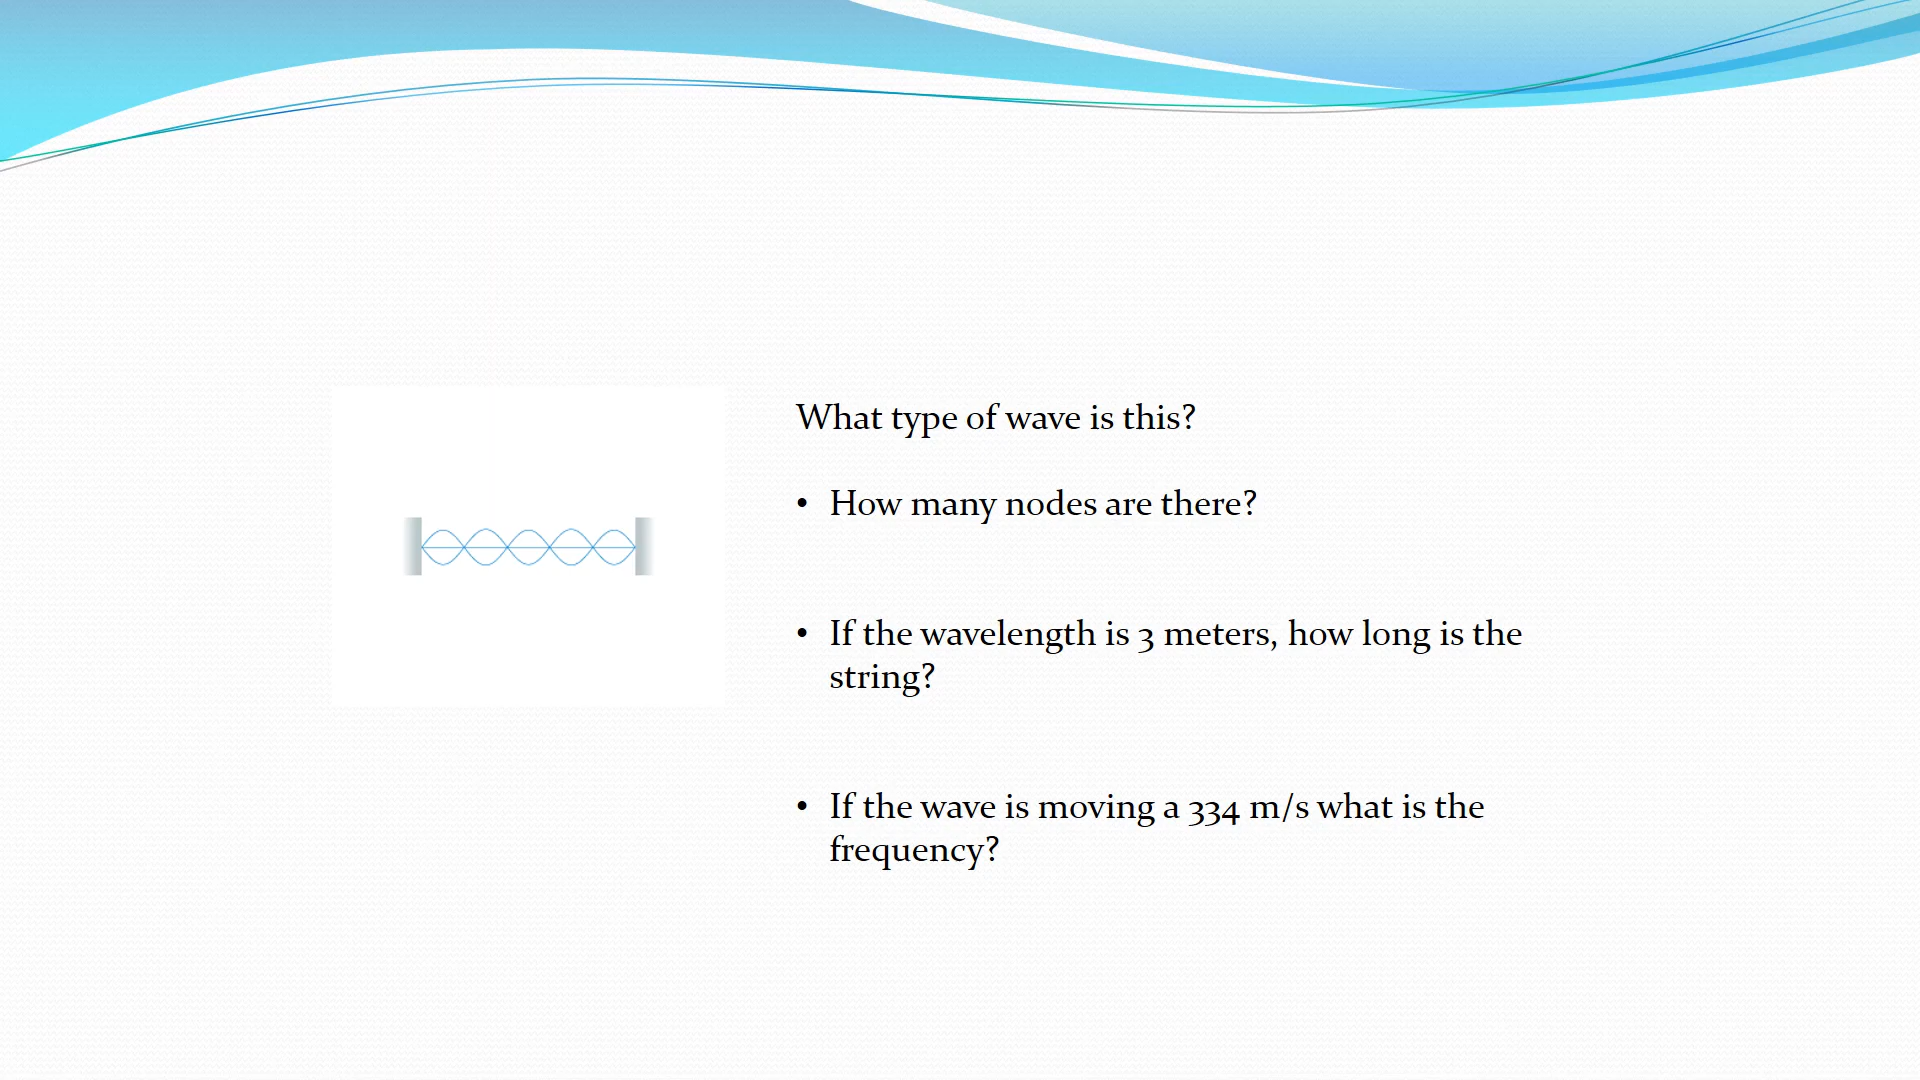 What type of wave is this?
• How many nodes are there?
• If the wavelength is 3 meters, how long is the
string?
• If the wave is moving a 334 m/s what is the
frequency?